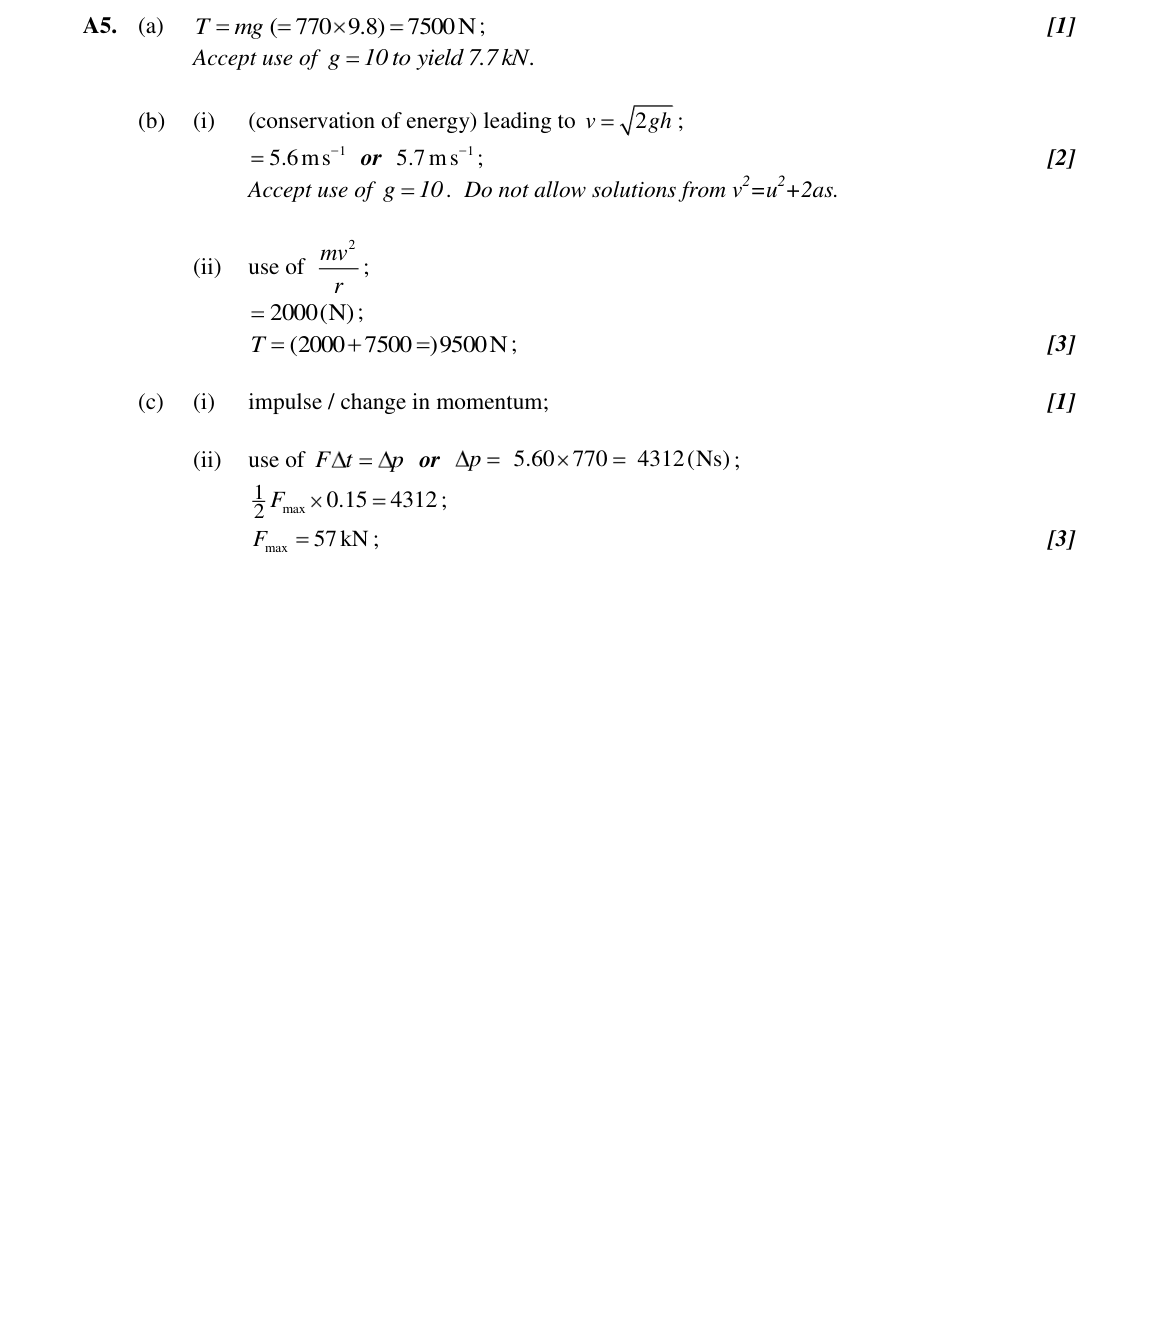 A5. (a) T = mg (= 770×9.8) = 7500 N ; [1]
Accept use of g = 10 to yield 7.7 kN.
(b) (i) (conservation of energy) leading to v = √2gh ;
= 5.6 m s⁻¹ or 5.7 m s⁻¹ ; [2]
Accept use of g = 10. Do not allow solutions from v²=u²+2as.
(ii) use of mv²/r ;
= 2000 (N) ;
T = (2000 + 7500 =) 9500 N ; [3]
(c) (i) impulse / change in momentum; [1]
(ii) use of FΔt = Δp or Δp = 5.60×770 = 4312 (Ns) ;
1/2 Fmax × 0.15 = 4312 ;
Fmax = 57 kN ; [3]